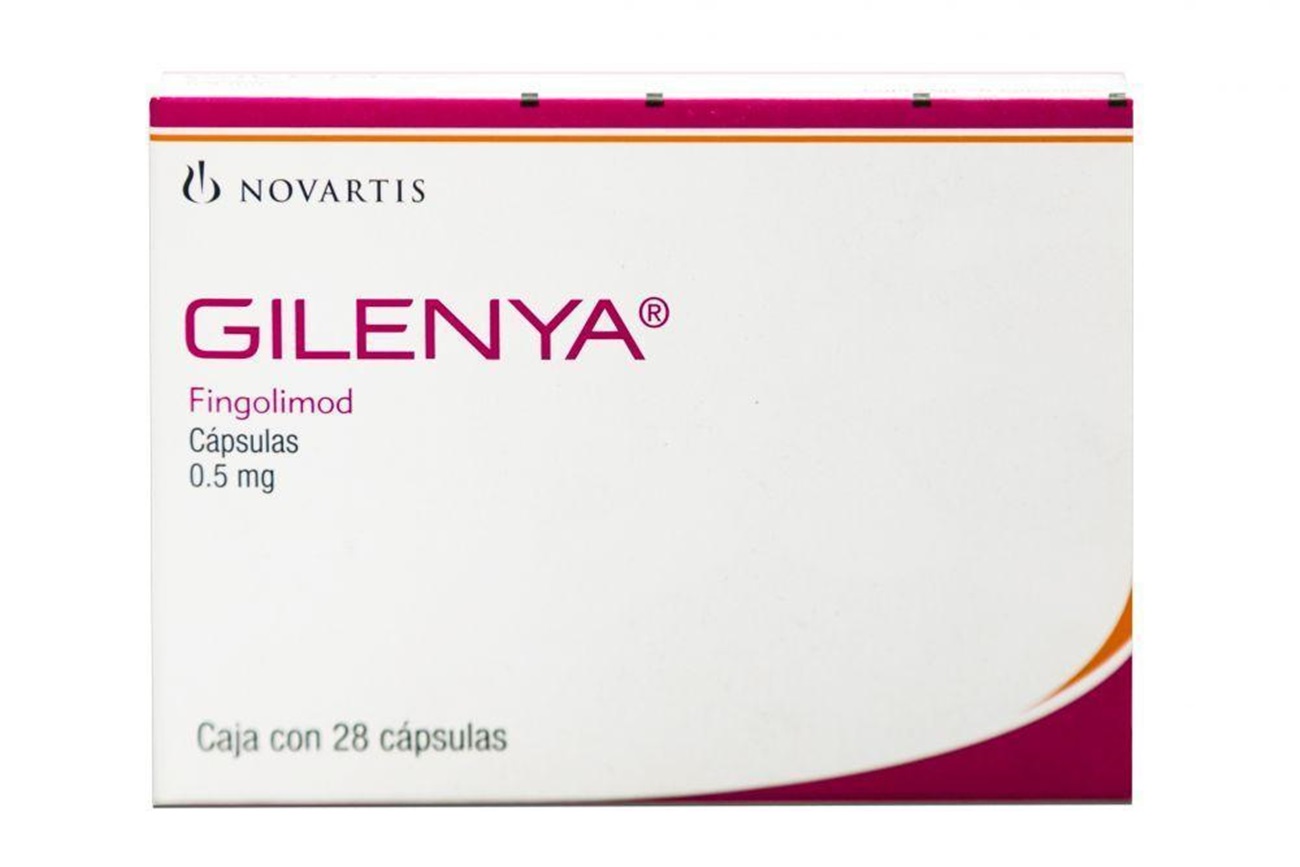 NOVARTIS
GILENYA®
Fingolimod
Cápsulas
0.5 mg
Caja con 28 cápsulas